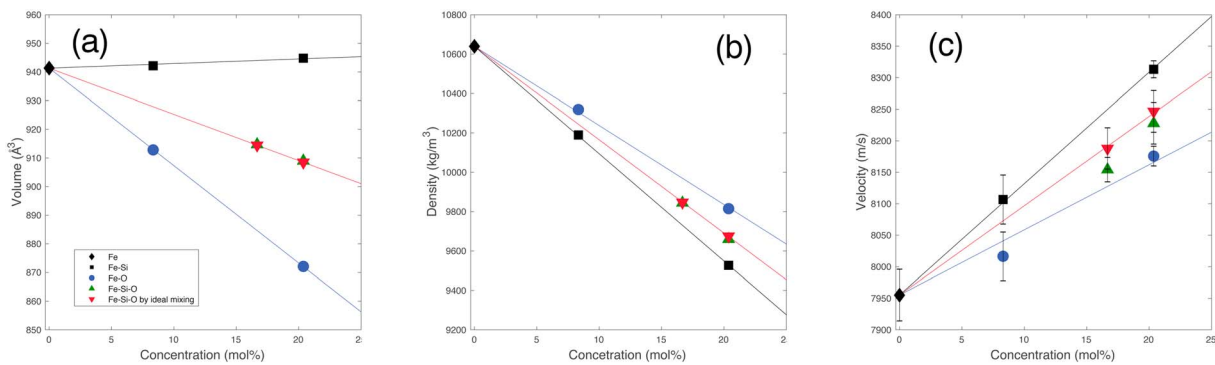 (a)
960
950
940
930
920
910
900
890
880
870
860
850
Volume (Å³)
Fe
Fe-Si
Fe-O
Fe-Si-O
Fe-Si-O by ideal mixing
0 5 10 15 20 2
Concentration (mol%)
(b)
10800
10600
10400
10200
10000
9800
9600
9400
9200
Density (kg/m³)
0 5 10 15 20 2
Concetration (mol%)
(c)
8400
8350
8300
8250
8200
8150
8100
8050
8000
7950
7900
Velocity (m/s)
0 5 10 15 20 25
Concentration (mol%)